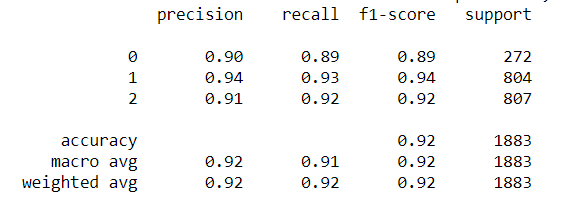 precision recall f1-score support
0 0.90 0.89 0.89 272
1 0.94 0.93 0.94 804
2 0.91 0.92 0.92 807
accuracy 0.92 1883
macro avg 0.92 0.91 0.92 1883
weighted avg 0.92 0.92 0.92 1883